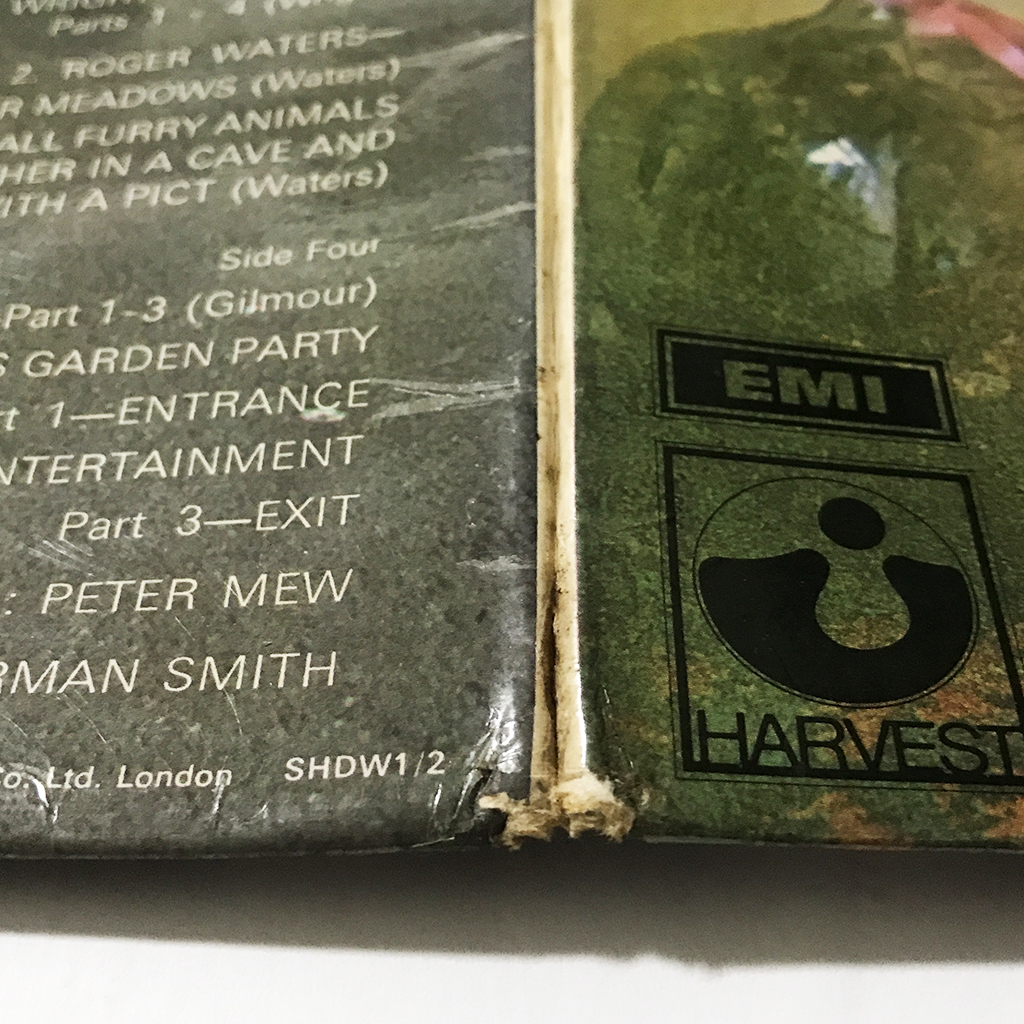 Parts 1 - 4 (Wrig
2. ROGER WATERS—
R MEADOWS (Waters)
ALL FURRY ANIMALS
HER IN A CAVE AND
ITH A PICT (Waters)
Side Four
Part 1-3 (Gilmour)
S GARDEN PARTY
rt 1—ENTRANCE
NTERTAINMENT
Part 3—EXIT
: PETER MEW
RMAN SMITH
Co. Ltd. London SHDW1/2
EMI
HARVEST